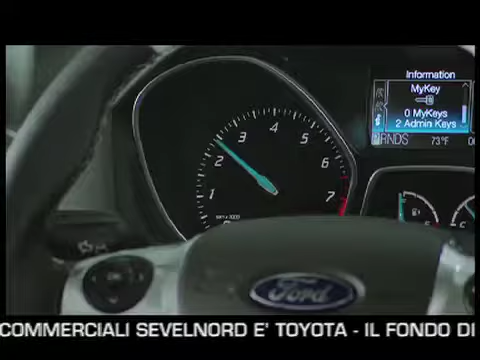 Information
MyKey
0 MyKeys
2 Admin Keys
RNDS 73°F
1 2 3 4 5 6 7
Ford
COMMERCIALI SEVELNORD E' TOYOTA - IL FONDO DI